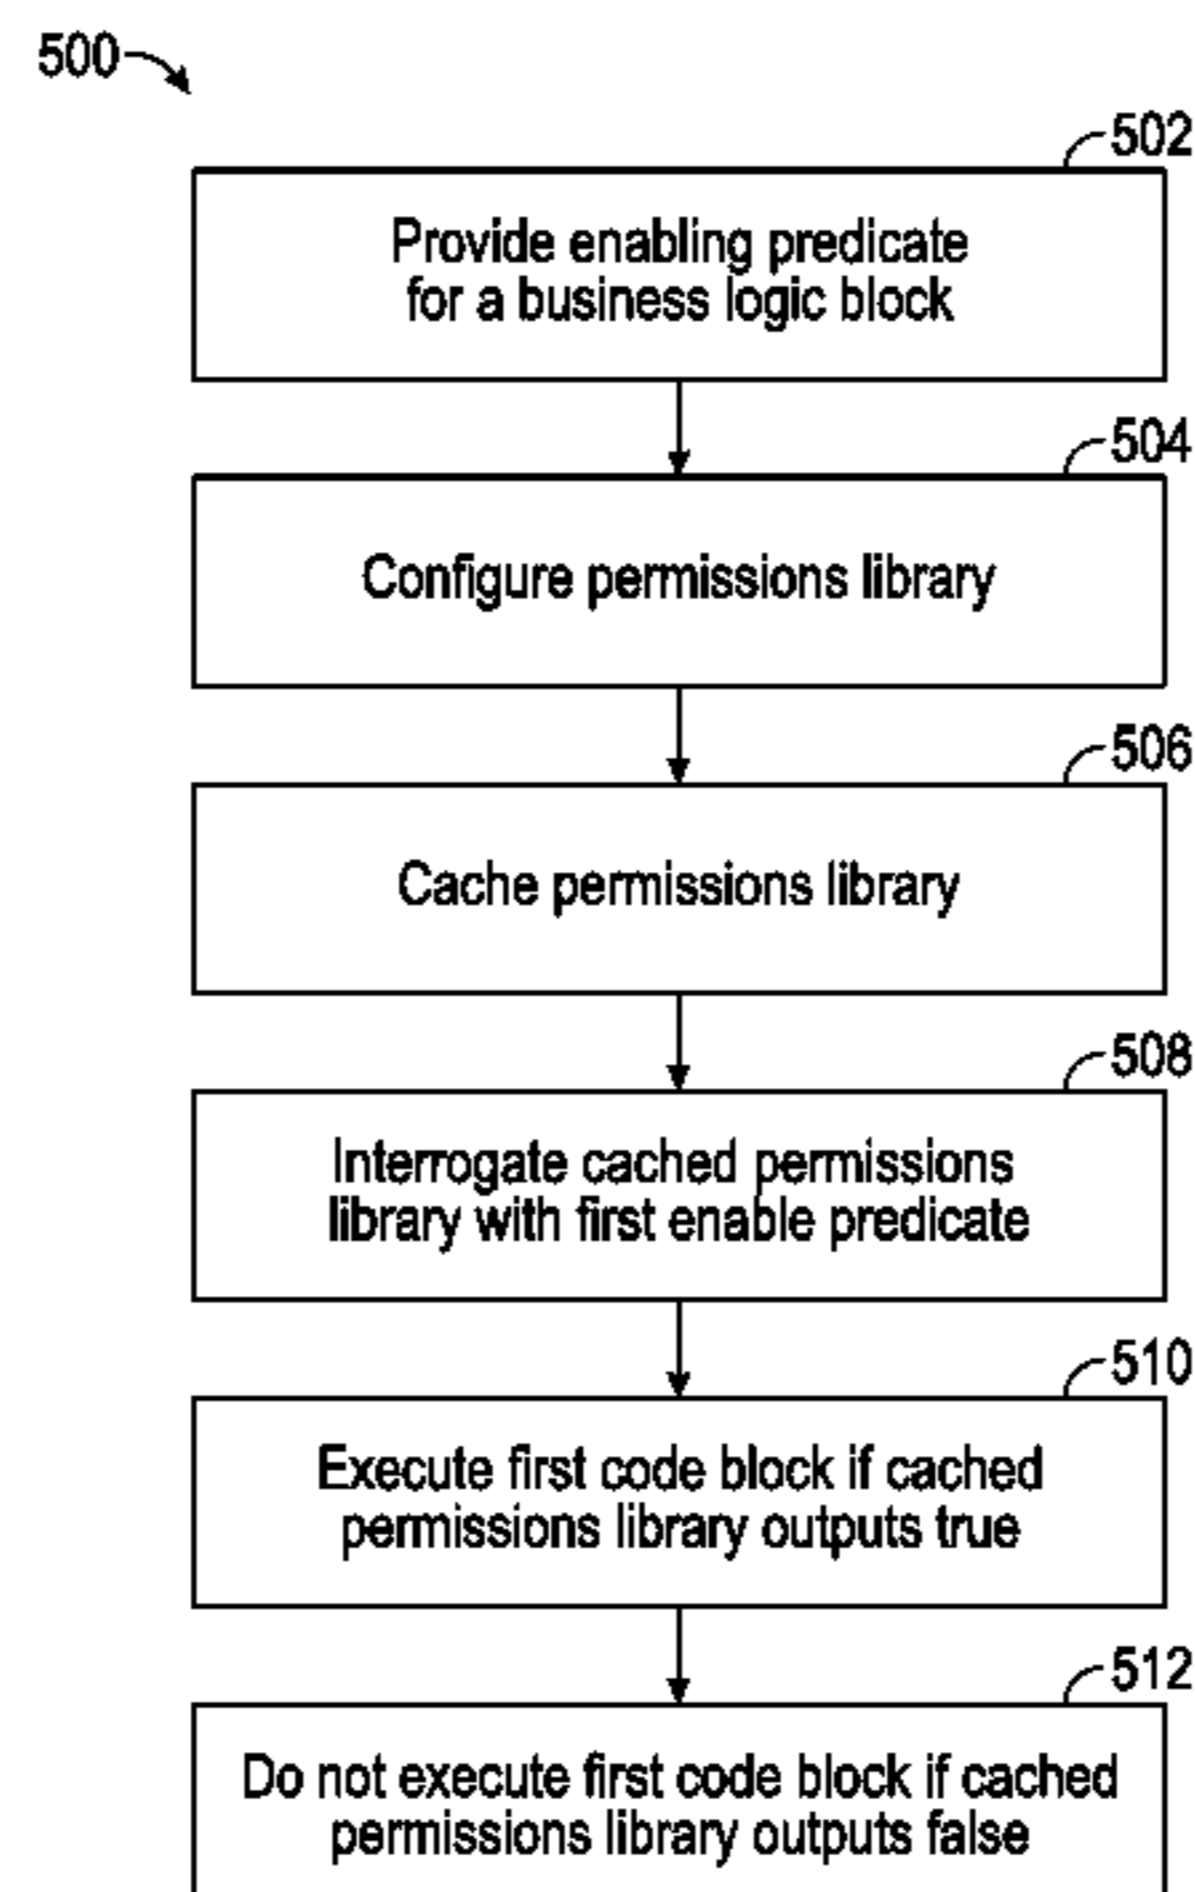 500
502
Provide enabling predicate
for a business logic block
504
Configure permissions library
506
Cache permissions library
508
Interrogate cached permissions
library with first enable predicate
510
Execute first code block if cached
permissions library outputs true
512
Do not execute first code block if cached
permissions library outputs false